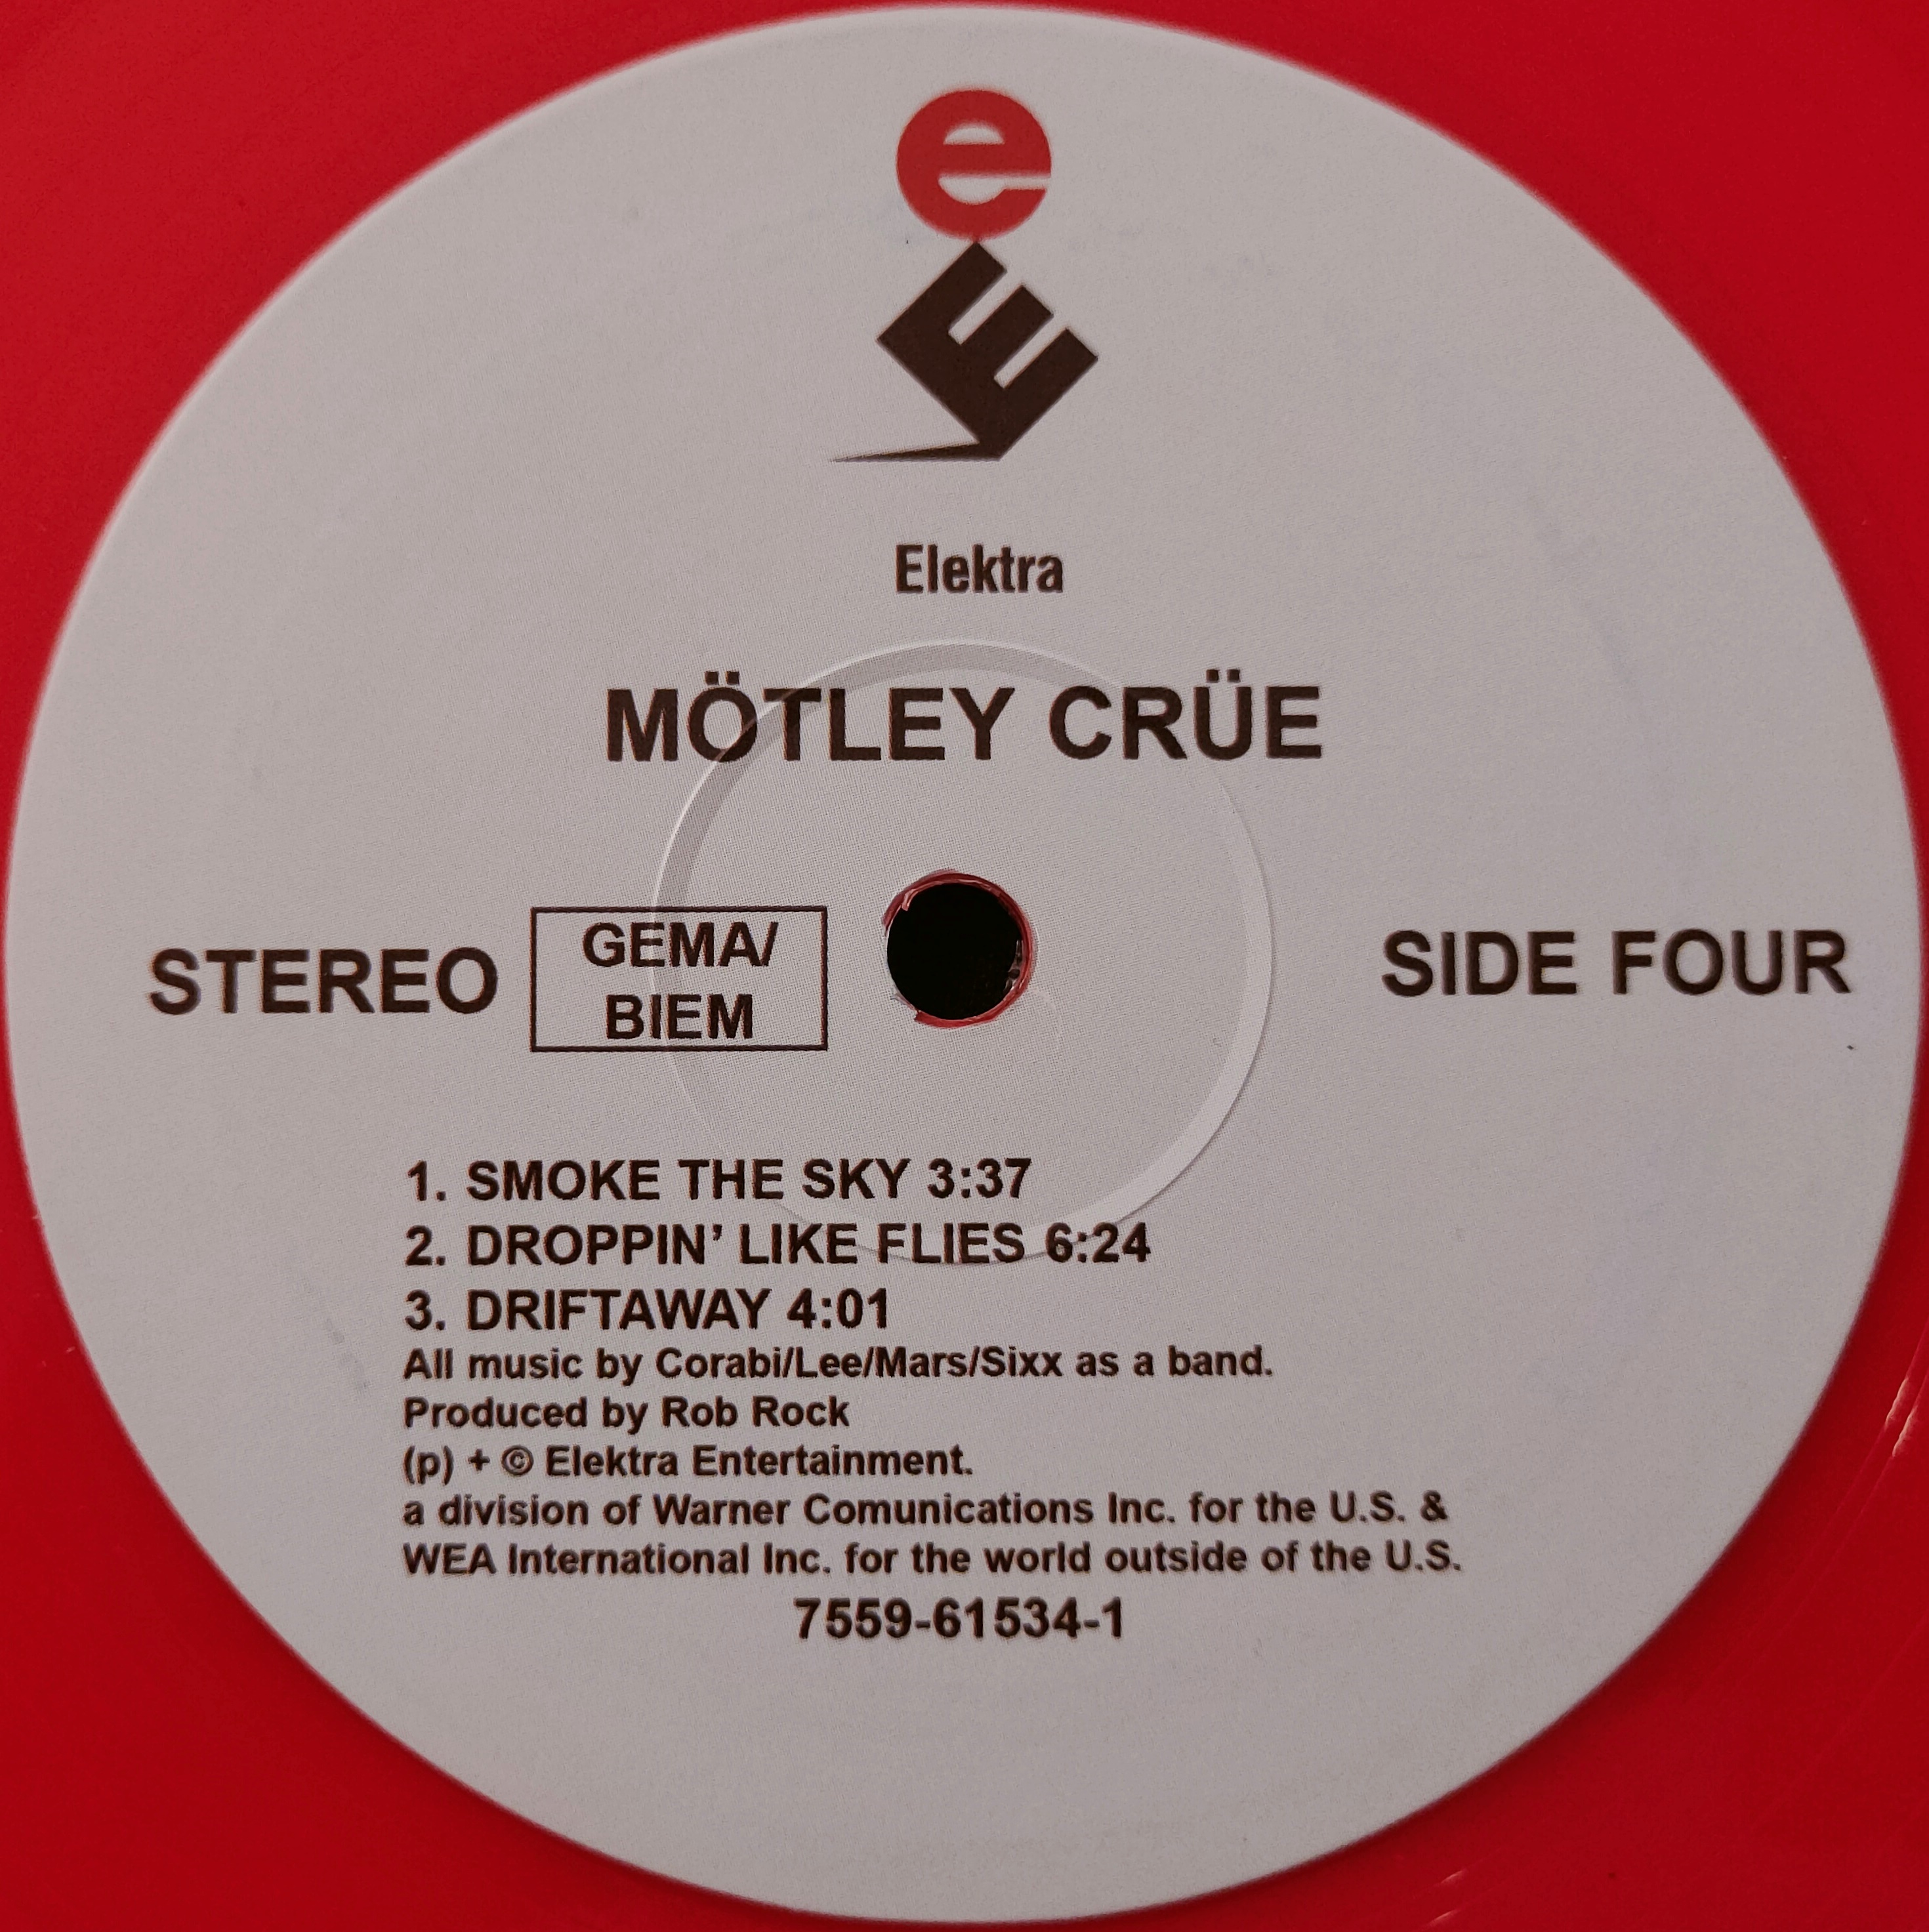 e
E
Elektra
MÖTLEY CRÜE
STEREO
GEMA/
BIEM
SIDE FOUR
1. SMOKE THE SKY 3:37
2. DROPPIN’ LIKE FLIES 6:24
3. DRIFTAWAY 4:01
All music by Corabi/Lee/Mars/Sixx as a band.
Produced by Rob Rock
(p) + © Elektra Entertainment.
a division of Warner Comunications Inc. for the U.S. &
WEA International Inc. for the world outside of the U.S.
7559-61534-1